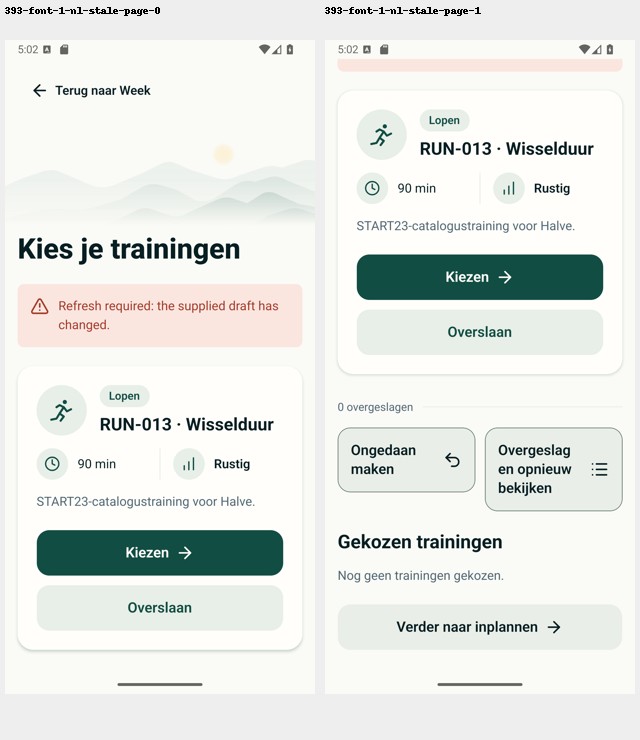 393-font-1-nl-stale-page-0
5:02
Terug naar Week
Kies je trainingen
Refresh required: the supplied draft has
changed.
Lopen
RUN-013 · Wisselduur
90 min
Rustig
START23-catalogustraining voor Halve.
Kiezen
Overslaan
393-font-1-nl-stale-page-1
5:02
Lopen
RUN-013 · Wisselduur
90 min
Rustig
START23-catalogustraining voor Halve.
Kiezen
Overslaan
0 overgeslagen
Ongedaan
maken
Overgeslag
en opnieuw
bekijken
Gekozen trainingen
Nog geen trainingen gekozen.
Verder naar inplannen